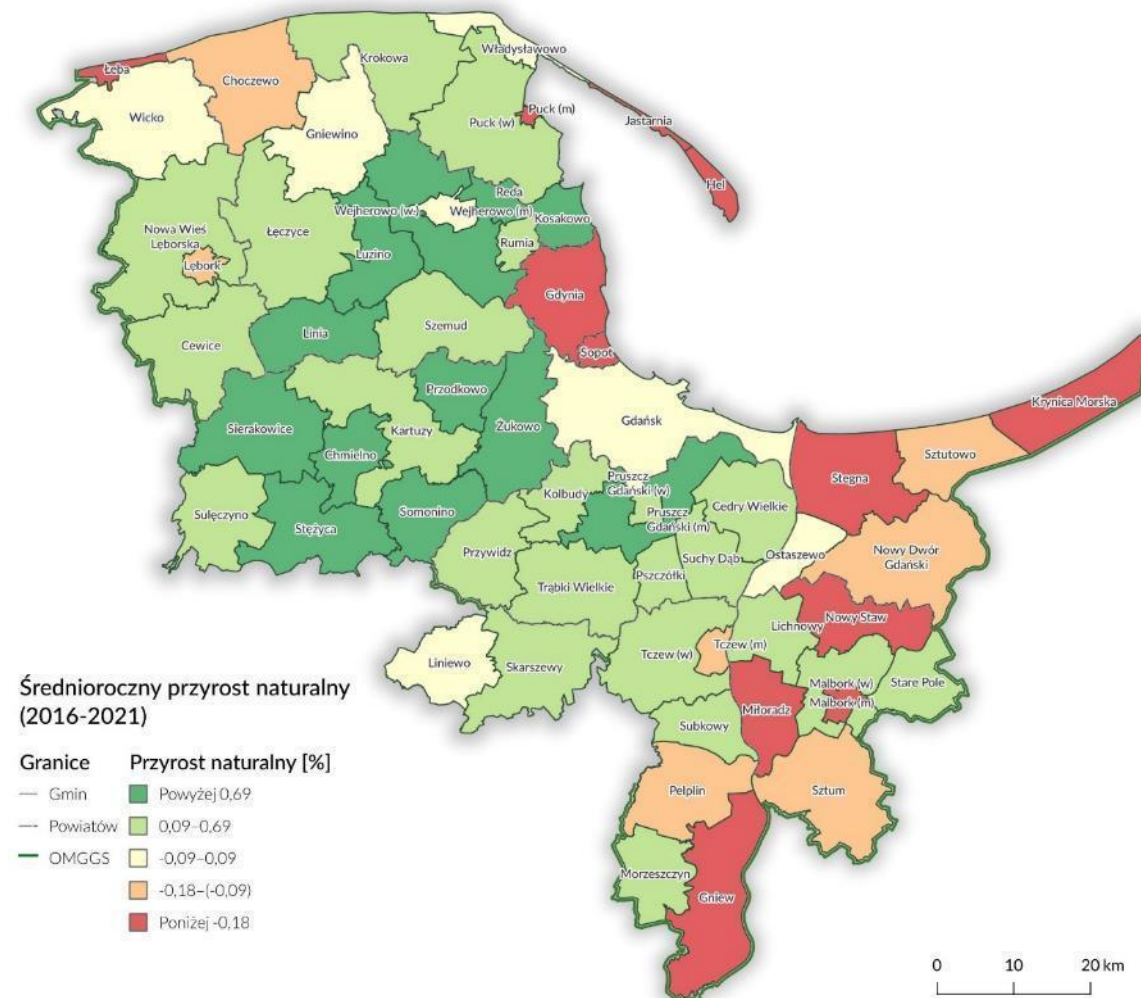 Władysławowo
Krokowa
Łeba
Choczewo
Wicko
Gniewino
Puck (w)
Puck (m)
Jastarnia
Hel
Reda
Wejherowo (w.)
Wejherowo (m)
Kosakowo
Nowa Wieś
Lęborska
Łęczyce
Rumia
Lębork
Luzino
Gdynia
Szemud
Linia
Cewice
Sopot
Przodkowo
Krynica Morska
Żukowo
Gdańsk
Sierakowice
Kartuzy
Chmielno
Sztutowo
Stegna
Pruszcz
Gdański (w)
Kolbudy
Cedry Wielkie
Sulęczyno
Somonino
Stężyca
Pruszcz
Gdański (m)
Przywidz
Suchy Dąb
Ostaszewo
Nowy Dwór
Gdański
Pszczółki
Trąbki Wielkie
Lichnowy
Nowy Staw
Tczew (m)
Tczew (w)
Liniewo
Skarszewy
Malbork (w)
Stare Pole
Malbork (m)
Miłoradz
Subkowy
Pelplin
Sztum
Morzeszczyn
Gniew
Średnioroczny przyrost naturalny
(2016-2021)
Granice
Gmin
Powiatów
OMGGS
Przyrost naturalny [%]
Powyżej 0,69
0,09–0,69
-0,09–0,09
-0,18–(-0,09)
Poniżej -0,18
0 10 20 km